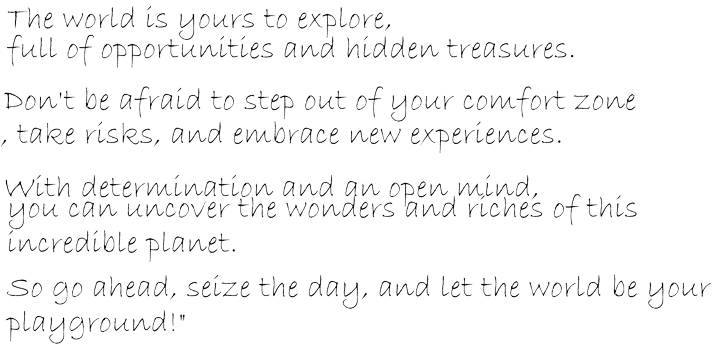 The world is yours to explore,
full of opportunities and hidden treasures.
Don't be afraid to step out of your comfort zone
, take risks, and embrace new experiences.
With determination and an open mind,
you can uncover the wonders and riches of this
incredible planet.
So go ahead, seize the day, and let the world be your
playground!"